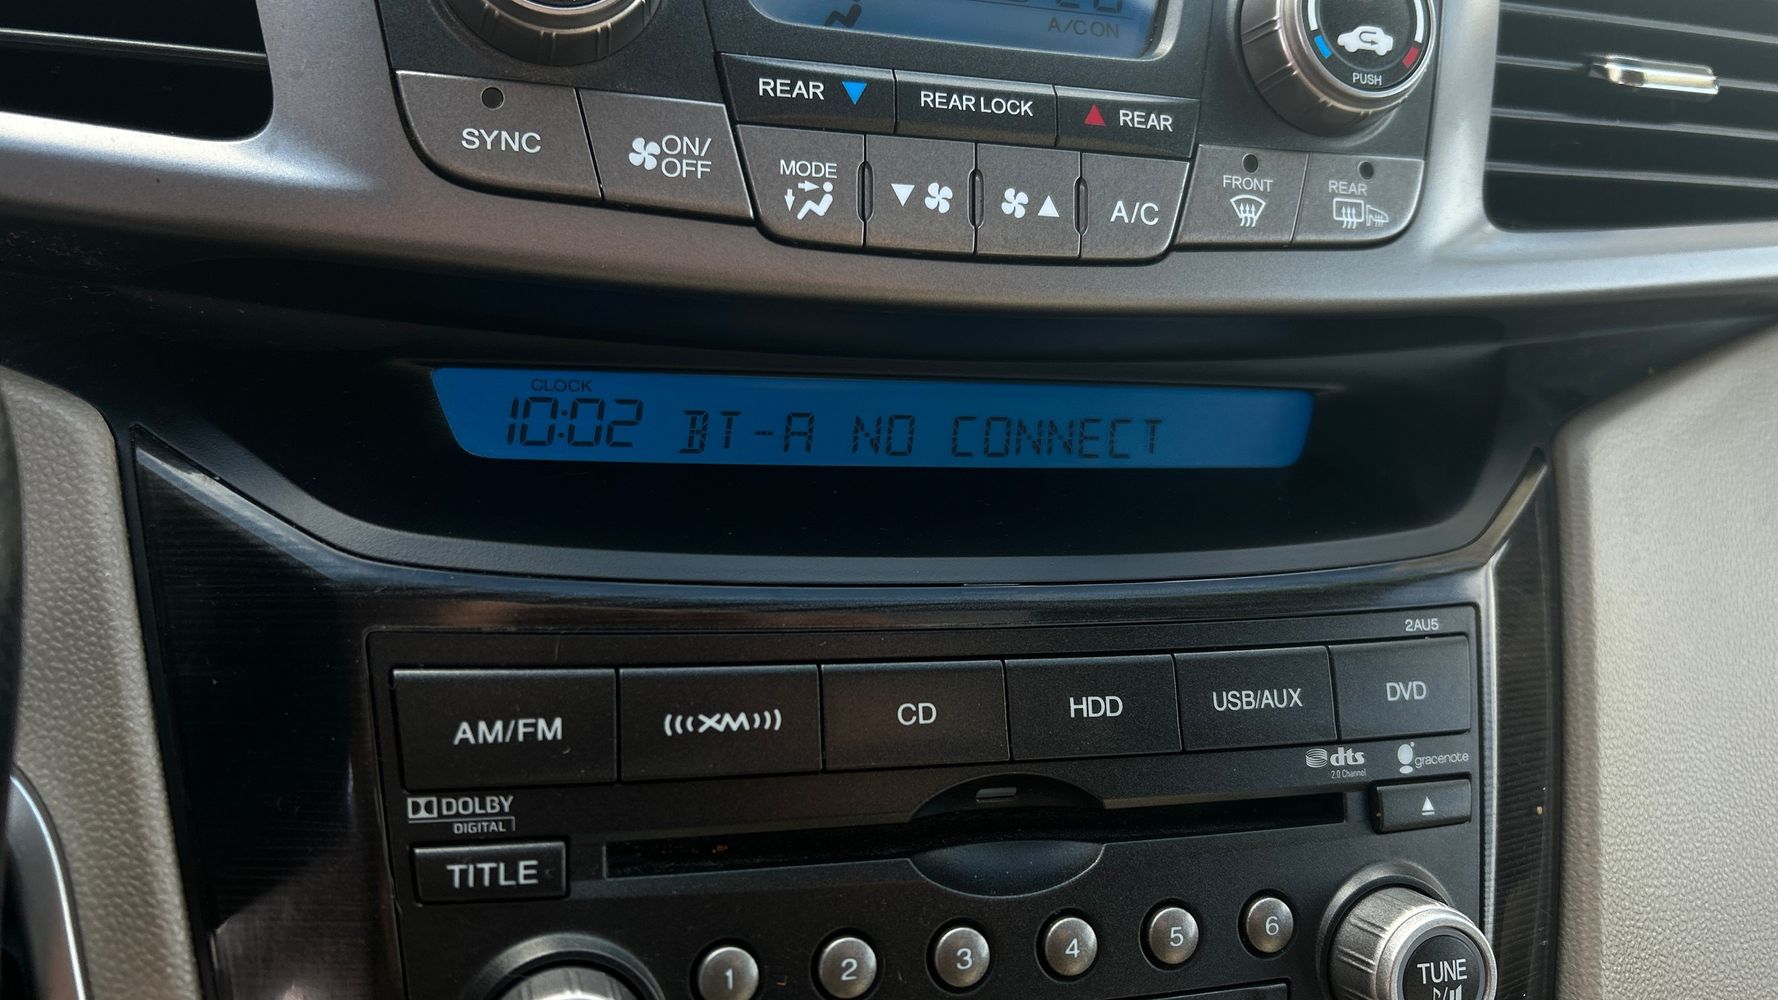 A/C ON
PUSH
REAR
REAR LOCK
REAR
SYNC
ON/
OFF
MODE
A/C
FRONT
REAR
CLOCK
10:02 BT-A NO CONNECT
2AU5
AM/FM
XM
CD
HDD
USB/AUX
DVD
dts
2.0 Channel
gracenote
DOLBY
DIGITAL
TITLE
1
2
3
4
5
6
TUNE